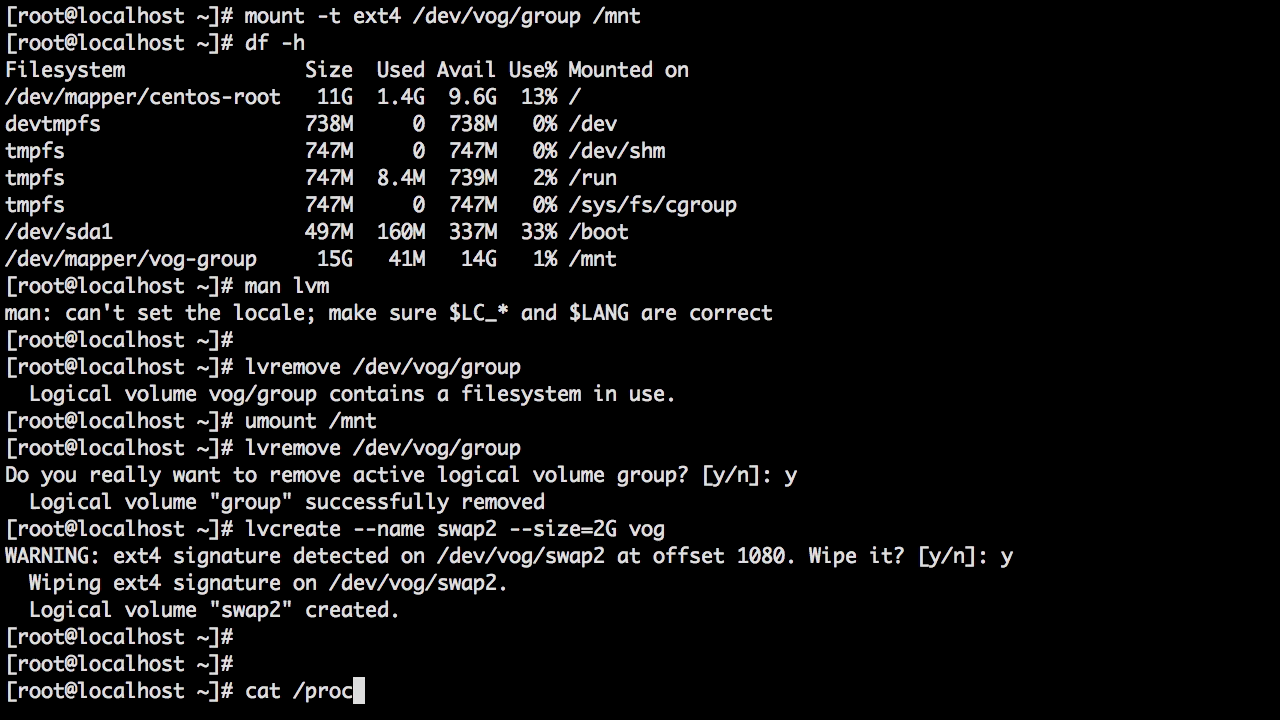 [root@localhost ~]# mount -t ext4 /dev/vog/group /mnt
[root@localhost ~]# df -h
Filesystem               Size  Used Avail Use% Mounted on
/dev/mapper/centos-root   11G  1.4G  9.6G  13% /
devtmpfs                 738M     0  738M   0% /dev
tmpfs                    747M     0  747M   0% /dev/shm
tmpfs                    747M  8.4M  739M   2% /run
tmpfs                    747M     0  747M   0% /sys/fs/cgroup
/dev/sda1                497M  160M  337M  33% /boot
/dev/mapper/vog-group     15G   41M   14G   1% /mnt
[root@localhost ~]# man lvm
man: can't set the locale; make sure $LC_* and $LANG are correct
[root@localhost ~]#
[root@localhost ~]# lvremove /dev/vog/group
  Logical volume vog/group contains a filesystem in use.
[root@localhost ~]# umount /mnt
[root@localhost ~]# lvremove /dev/vog/group
Do you really want to remove active logical volume group? [y/n]: y
  Logical volume "group" successfully removed
[root@localhost ~]# lvcreate --name swap2 --size=2G vog
WARNING: ext4 signature detected on /dev/vog/swap2 at offset 1080. Wipe it? [y/n]: y
  Wiping ext4 signature on /dev/vog/swap2.
  Logical volume "swap2" created.
[root@localhost ~]#
[root@localhost ~]#
[root@localhost ~]# cat /proc